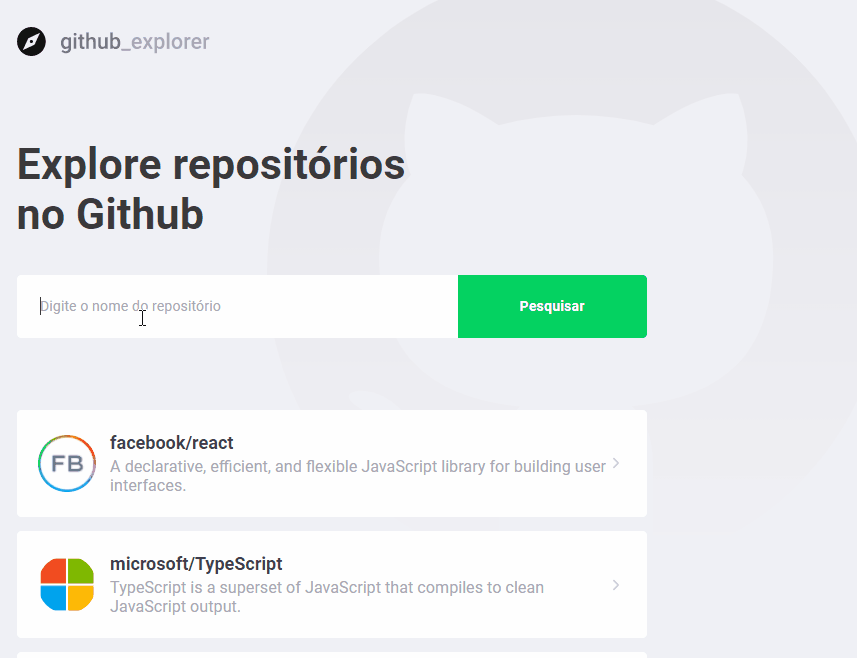 github_explorer
Explore repositórios
no Github
Digite o nome do repositório
Pesquisar
FB
facebook/react
A declarative, efficient, and flexible JavaScript library for building user
interfaces.
microsoft/TypeScript
TypeScript is a superset of JavaScript that compiles to clean
JavaScript output.